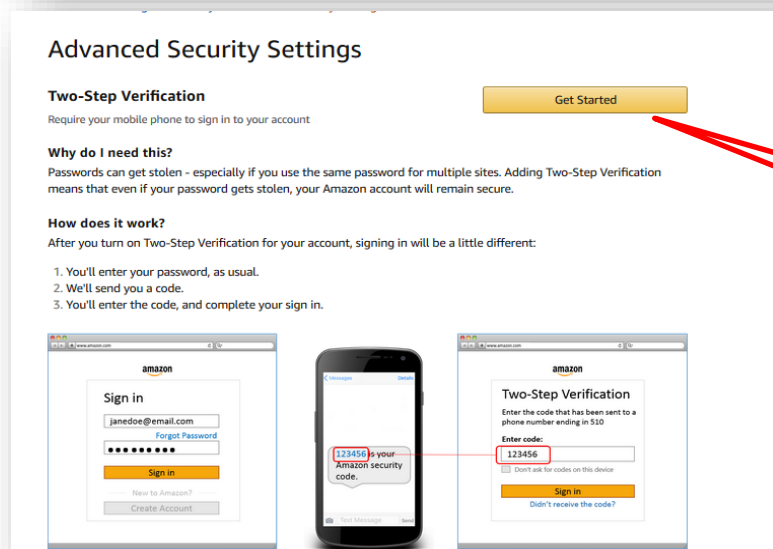 Advanced Security Settings
Two-Step Verification
Get Started
Require your mobile phone to sign in to your account
Why do I need this?
Passwords can get stolen - especially if you use the same password for multiple sites. Adding Two-Step Verification
means that even if your password gets stolen, your Amazon account will remain secure.
How does it work?
After you turn on Two-Step Verification for your account, signing in will be a little different:
1. You'll enter your password, as usual.
2. We'll send you a code.
3. You'll enter the code, and complete your sign in.
www.amazon.com
amazon
Sign in
janedoe@email.com
Forgot Password
Sign in
New to Amazon?
Create Account
Messages
Details
123456 is your
Amazon security
code.
Text Message
Send
www.amazon.com
amazon
Two-Step Verification
Enter the code that has been sent to a
phone number ending in 510
Enter code:
123456
Don't ask for codes on this device
Sign in
Didn't receive the code?